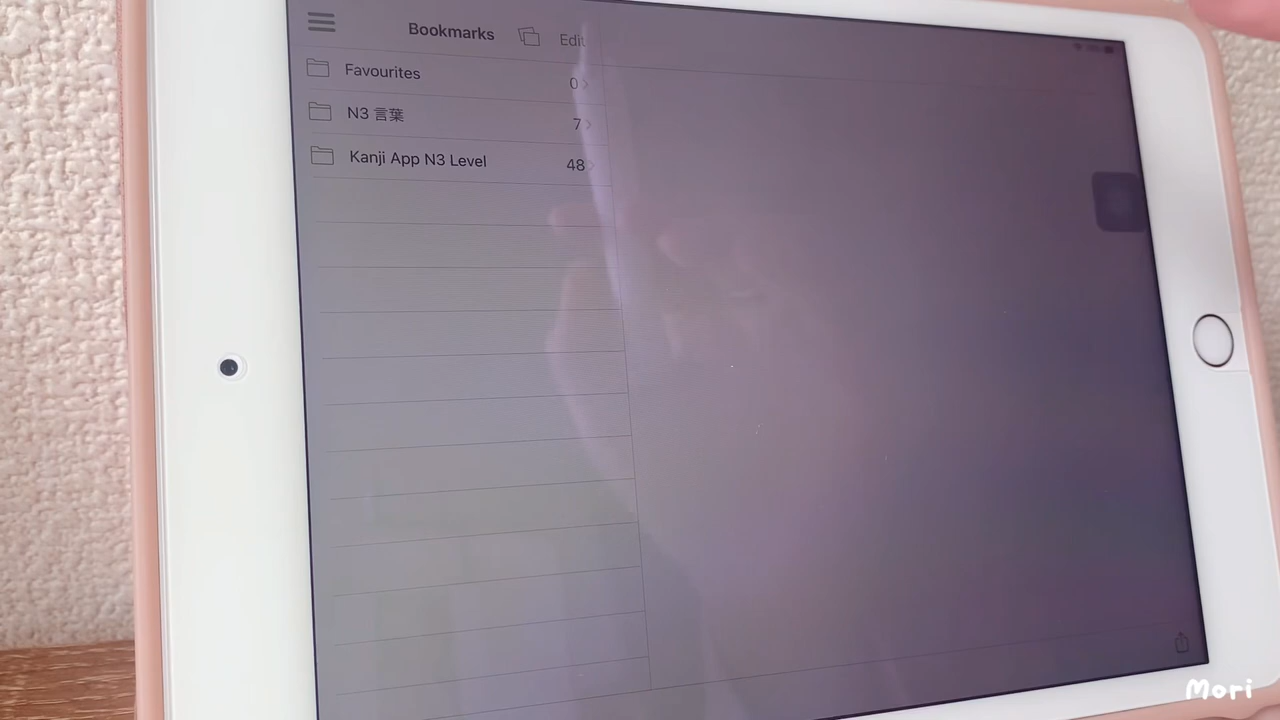 Bookmarks Edit
Favourites 0
N3 言葉 7
Kanji App N3 Level 48
Mori